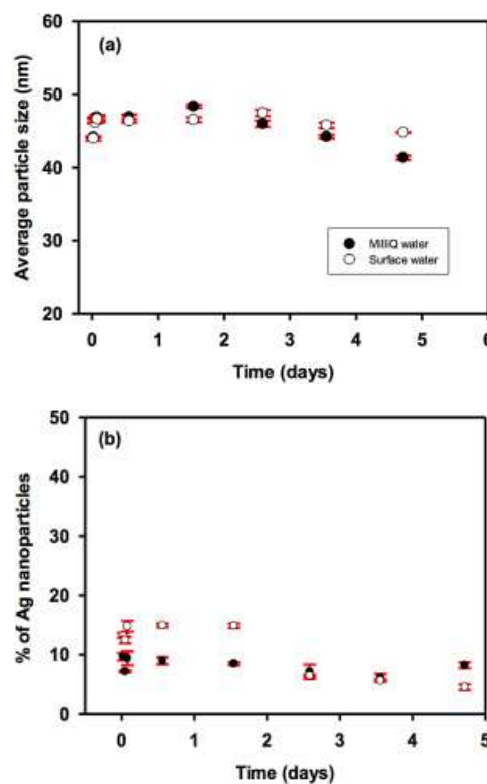 (a)
Average particle size (nm)
60
50
40
30
20
MilliQ water
Surface water
0 1 2 3 4 5 6
Time (days)
(b)
% of Ag nanoparticles
50
40
30
20
10
0
0 1 2 3 4 5
Time (days)